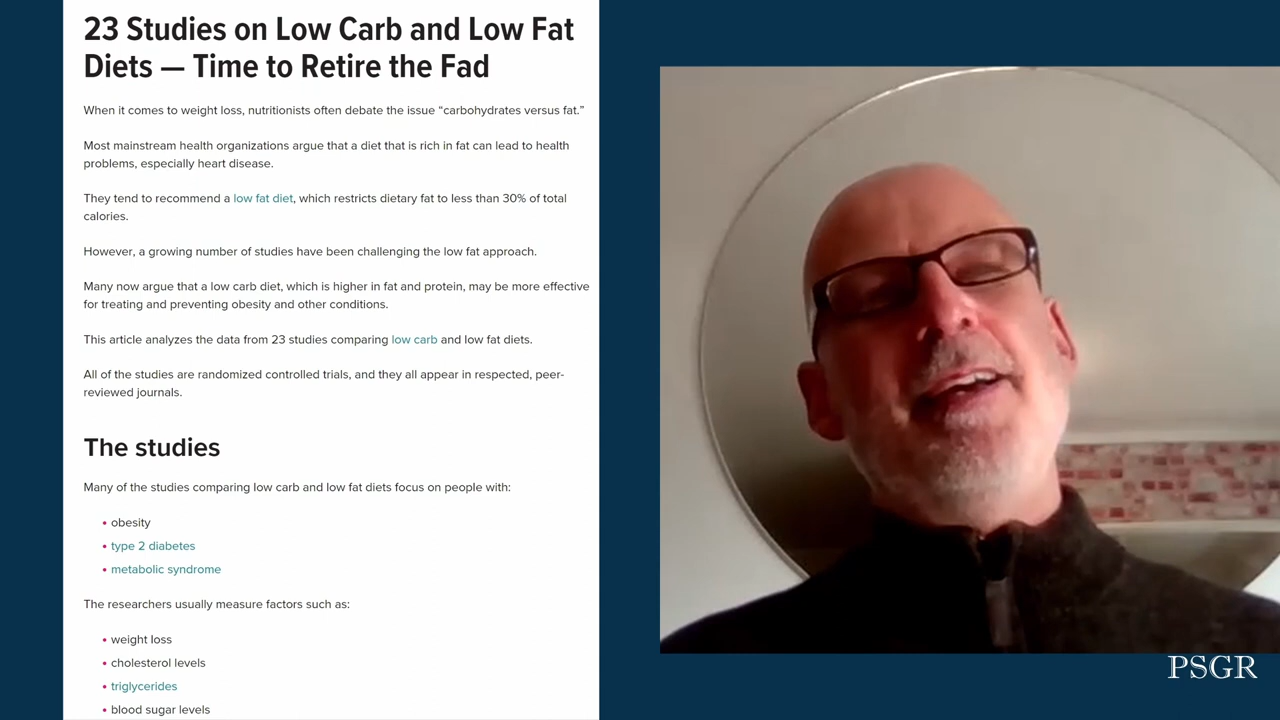 23 Studies on Low Carb and Low Fat
Diets — Time to Retire the Fad
When it comes to weight loss, nutritionists often debate the issue “carbohydrates versus fat.”
Most mainstream health organizations argue that a diet that is rich in fat can lead to health
problems, especially heart disease.
They tend to recommend a low fat diet, which restricts dietary fat to less than 30% of total
calories.
However, a growing number of studies have been challenging the low fat approach.
Many now argue that a low carb diet, which is higher in fat and protein, may be more effective
for treating and preventing obesity and other conditions.
This article analyzes the data from 23 studies comparing low carb and low fat diets.
All of the studies are randomized controlled trials, and they all appear in respected, peer-
reviewed journals.
The studies
Many of the studies comparing low carb and low fat diets focus on people with:
• obesity
• type 2 diabetes
• metabolic syndrome
The researchers usually measure factors such as:
• weight loss
• cholesterol levels
• triglycerides
• blood sugar levels
PSGR